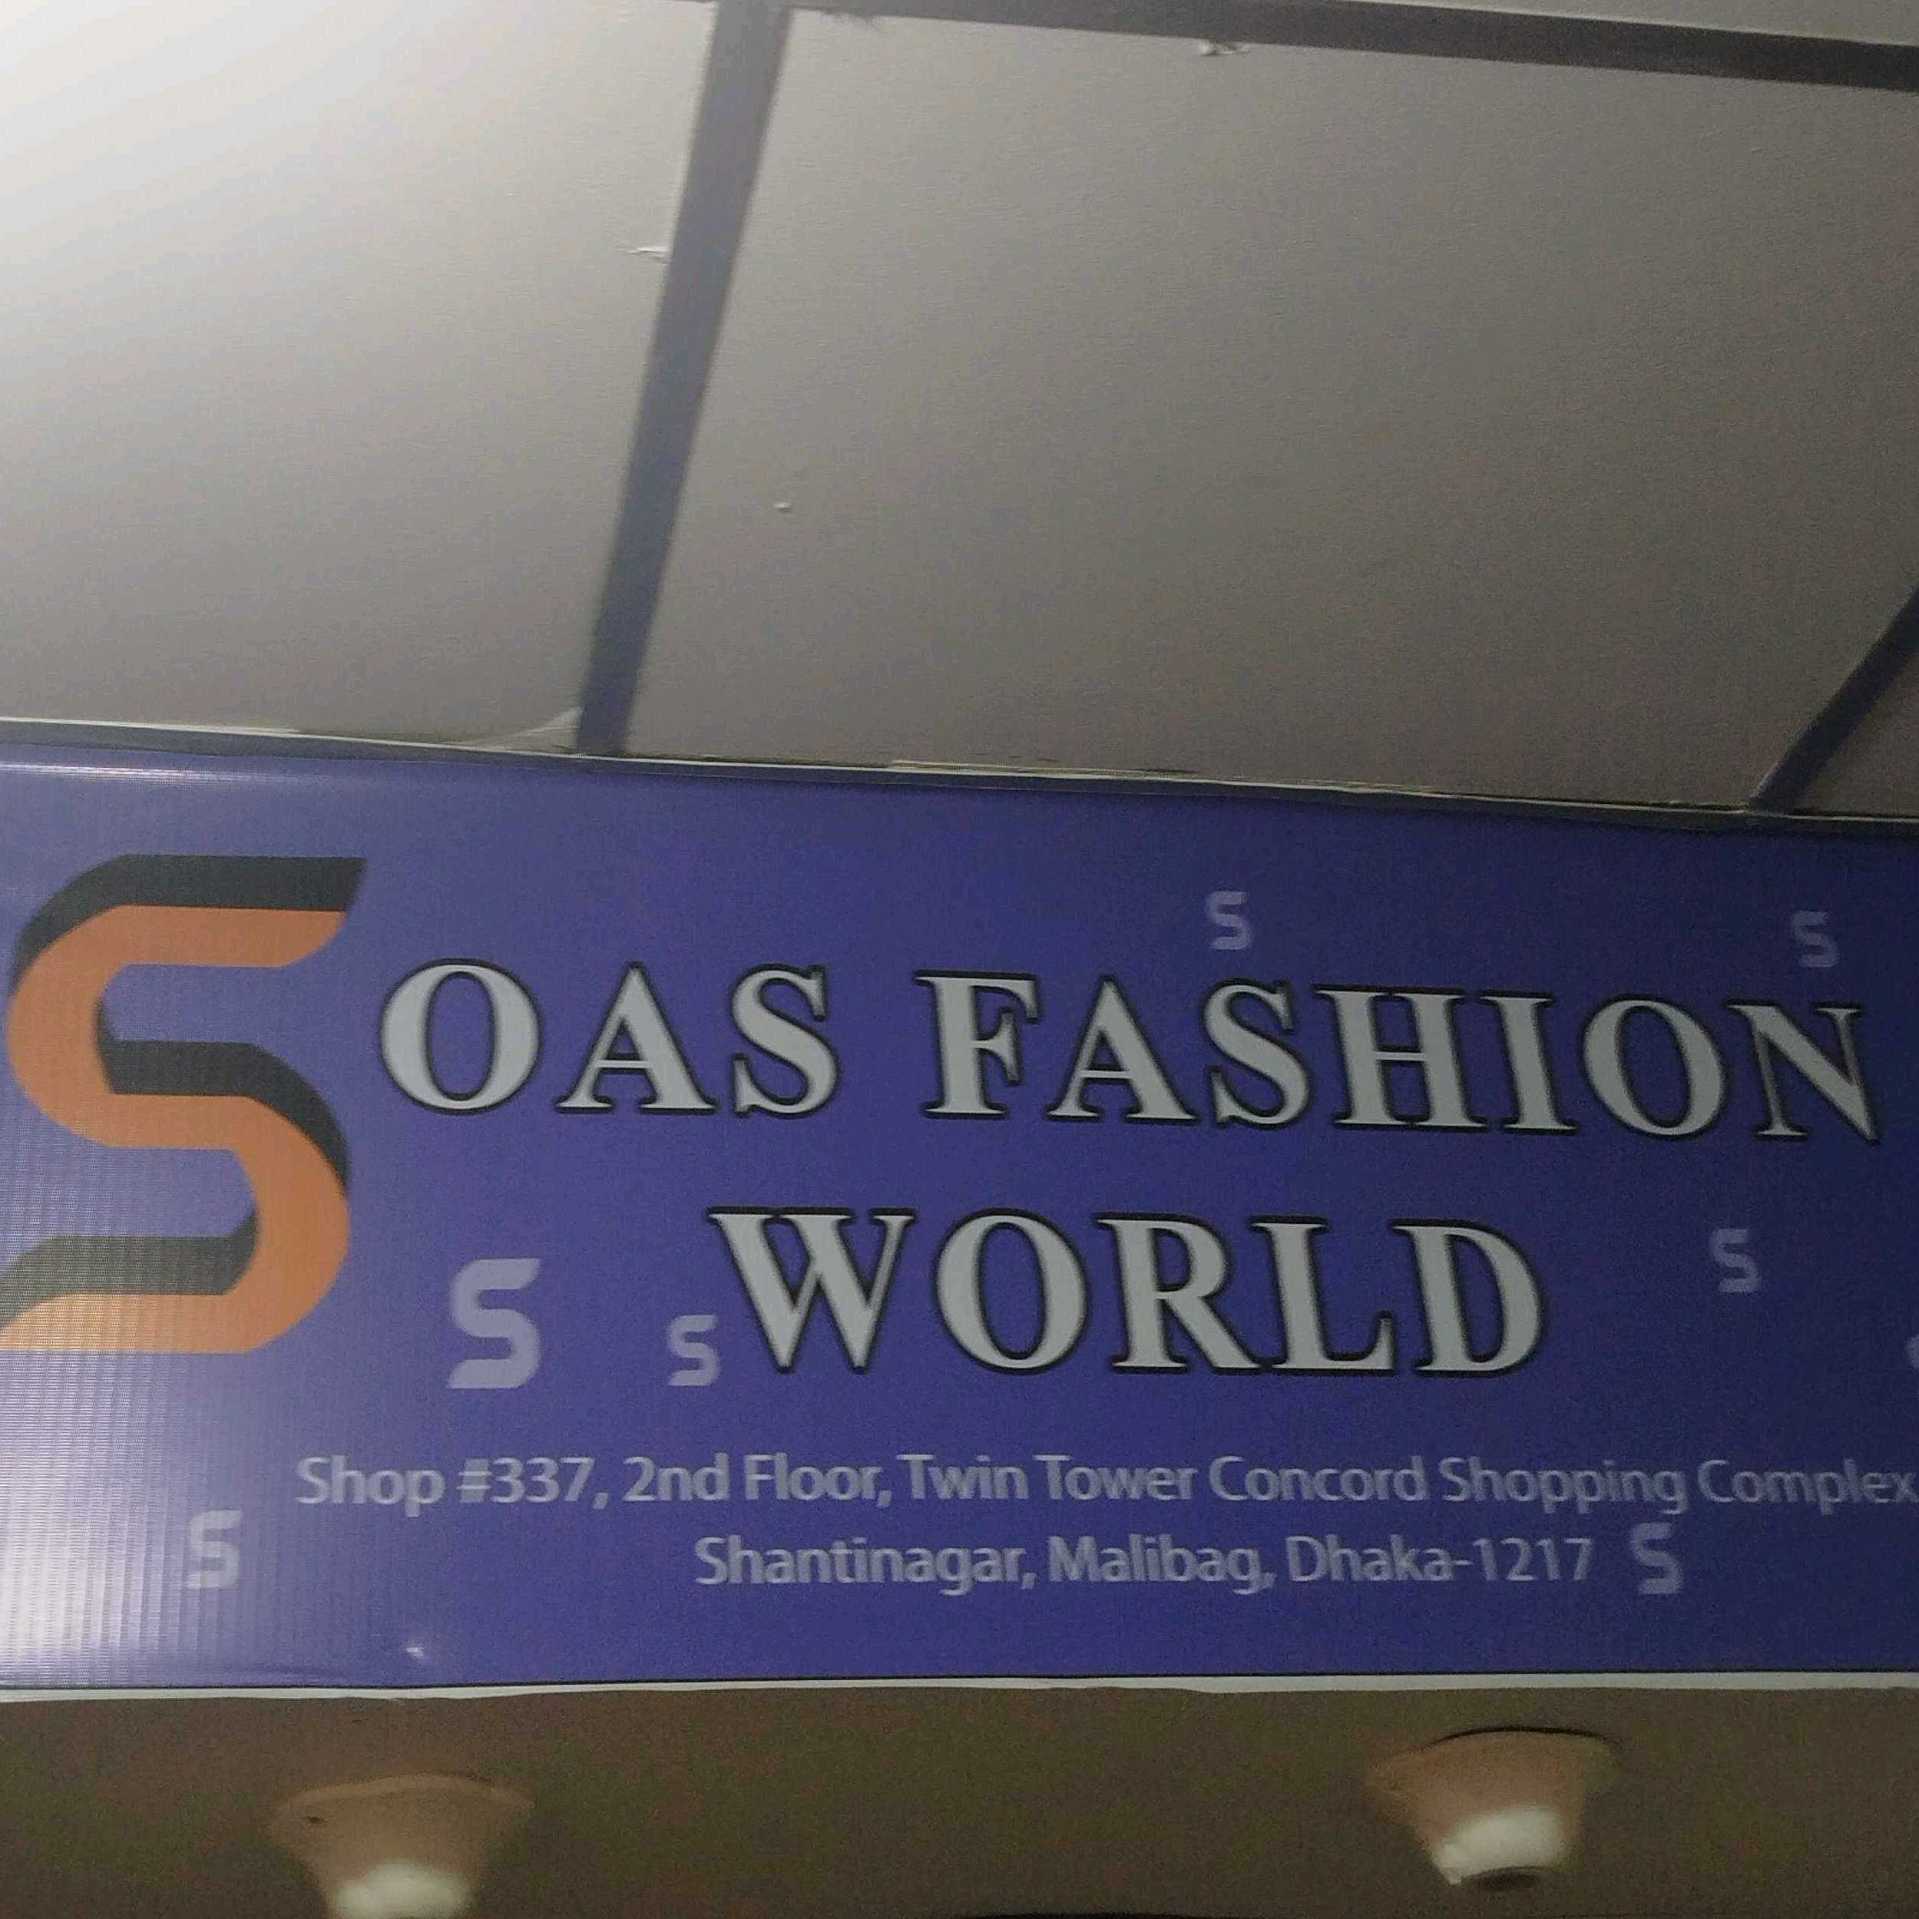 SOAS FASHION
WORLD
Shop #337, 2nd Floor, Twin Tower Concord Shopping Complex
Shantinagar, Malibag, Dhaka-1217